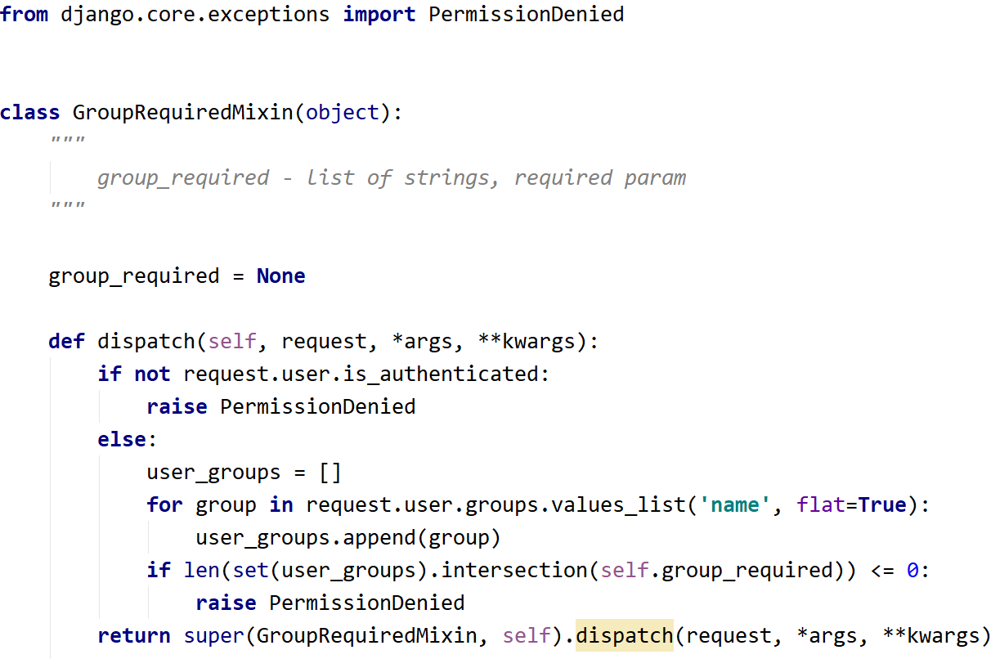 from django.core.exceptions import PermissionDenied
class GroupRequiredMixin(object):
    """
        group_required - list of strings, required param
    """
    group_required = None
    def dispatch(self, request, *args, **kwargs):
        if not request.user.is_authenticated:
            raise PermissionDenied
        else:
            user_groups = []
            for group in request.user.groups.values_list('name', flat=True):
                user_groups.append(group)
            if len(set(user_groups).intersection(self.group_required)) <= 0:
                raise PermissionDenied
        return super(GroupRequiredMixin, self).dispatch(request, *args, **kwargs)